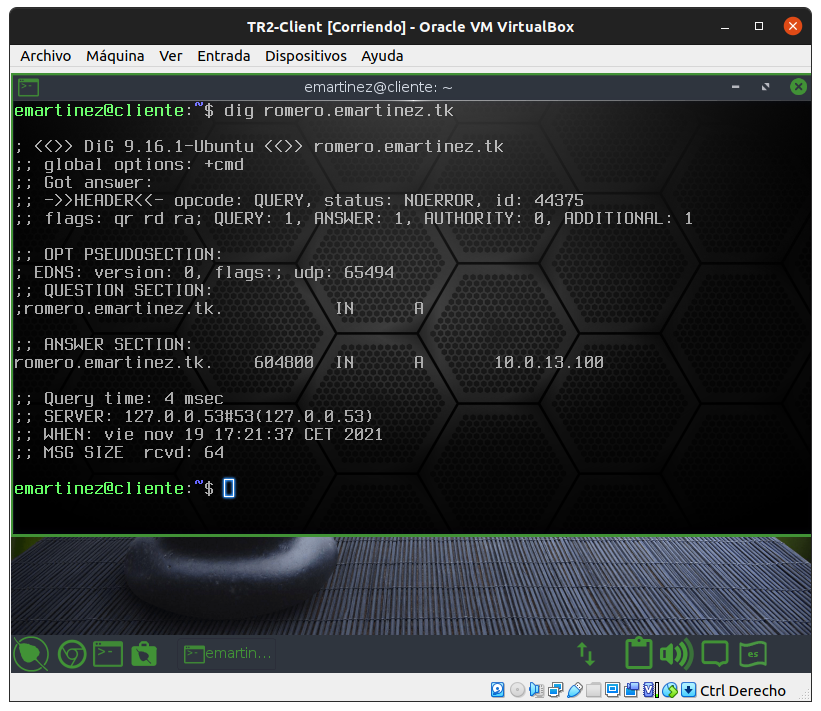 TR2-Client [Corriendo] - Oracle VM VirtualBox
Archivo Máquina Ver Entrada Dispositivos Ayuda
emartinez@cliente: ~
emartinez@cliente:~$ dig romero.emartinez.tk
; <<>> DiG 9.16.1-Ubuntu <<>> romero.emartinez.tk
;; global options: +cmd
;; Got answer:
;; ->>HEADER<<- opcode: QUERY, status: NOERROR, id: 44375
;; flags: qr rd ra; QUERY: 1, ANSWER: 1, AUTHORITY: 0, ADDITIONAL: 1
;; OPT PSEUDOSECTION:
; EDNS: version: 0, flags:; udp: 65494
;; QUESTION SECTION:
;romero.emartinez.tk. IN A
;; ANSWER SECTION:
romero.emartinez.tk. 604800 IN A 10.0.13.100
;; Query time: 4 msec
;; SERVER: 127.0.0.53#53(127.0.0.53)
;; WHEN: vie nov 19 17:21:37 CET 2021
;; MSG SIZE rcvd: 64
emartinez@cliente:~$
emartin...
es
Ctrl Derecho